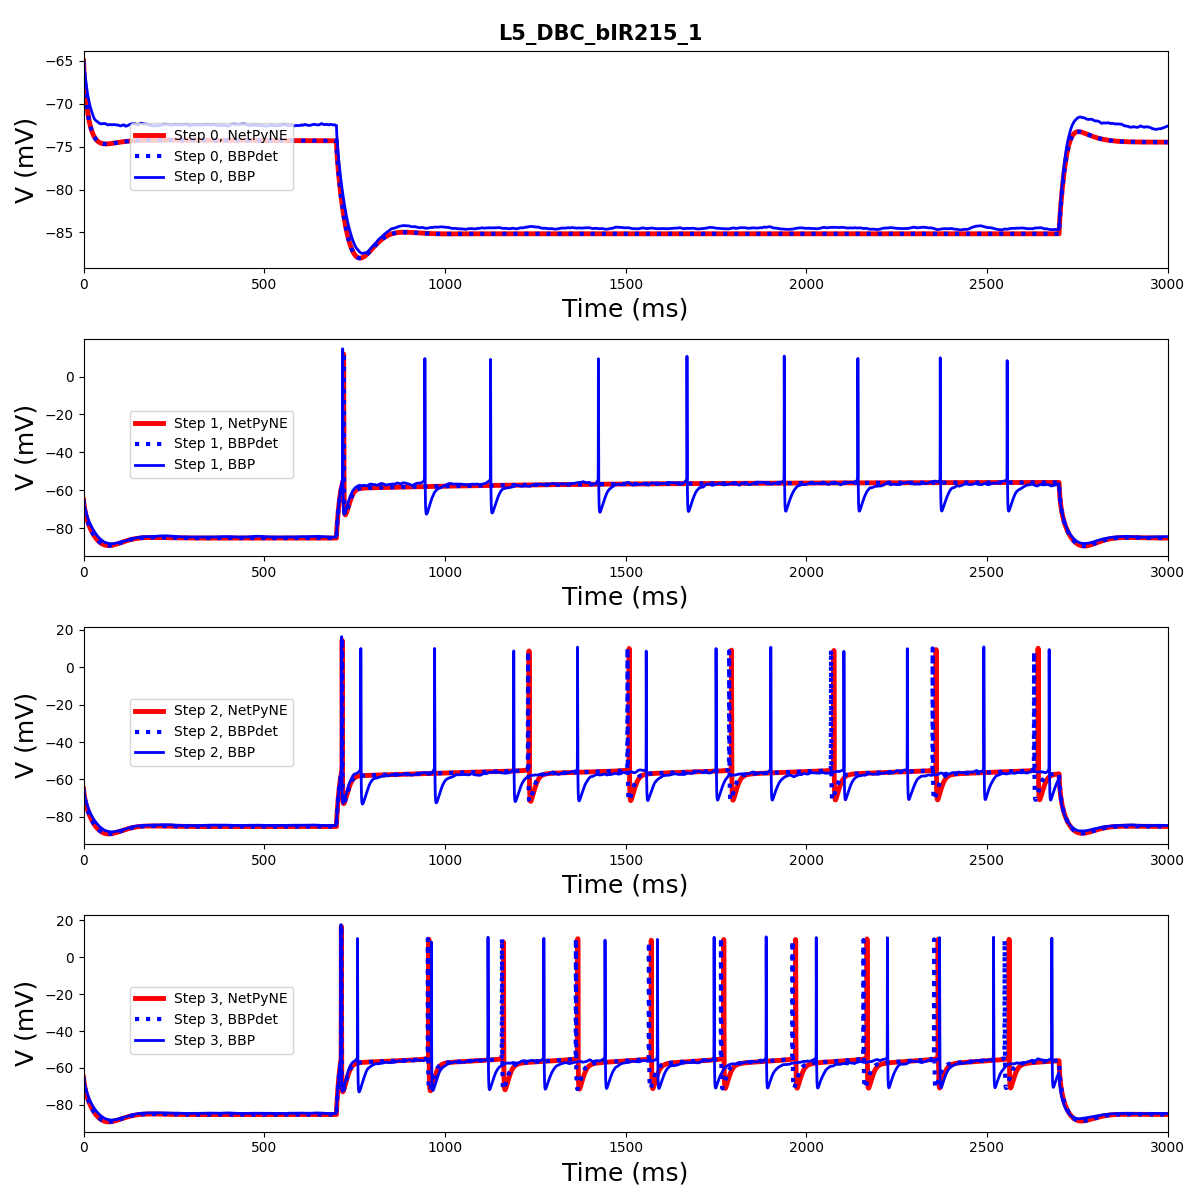 L5_DBC_bIR215_1
−65
−70
−75
−80
−85
V (mV)
Step 0, NetPyNE
Step 0, BBPdet
Step 0, BBP
0 500 1000 1500 2000 2500 3000
Time (ms)
0
−20
−40
−60
−80
V (mV)
Step 1, NetPyNE
Step 1, BBPdet
Step 1, BBP
0 500 1000 1500 2000 2500 3000
Time (ms)
20
0
−20
−40
−60
−80
V (mV)
Step 2, NetPyNE
Step 2, BBPdet
Step 2, BBP
0 500 1000 1500 2000 2500 3000
Time (ms)
20
0
−20
−40
−60
−80
V (mV)
Step 3, NetPyNE
Step 3, BBPdet
Step 3, BBP
0 500 1000 1500 2000 2500 3000
Time (ms)